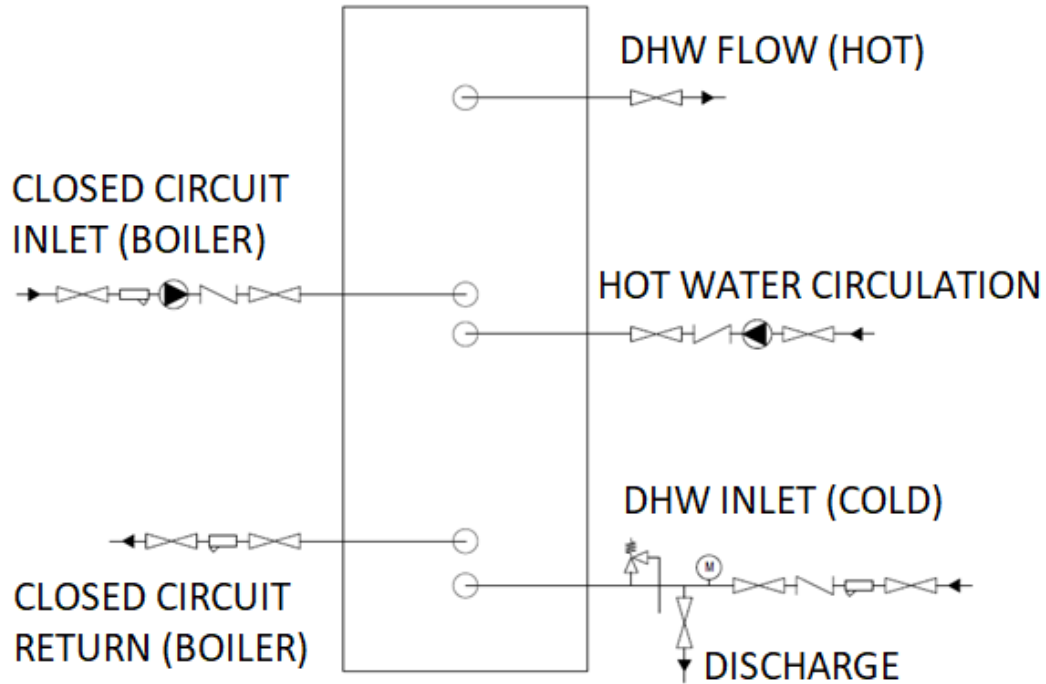 DHW FLOW (HOT)
CLOSED CIRCUIT
INLET (BOILER)
HOT WATER CIRCULATION
DHW INLET (COLD)
M
CLOSED CIRCUIT
RETURN (BOILER)
DISCHARGE